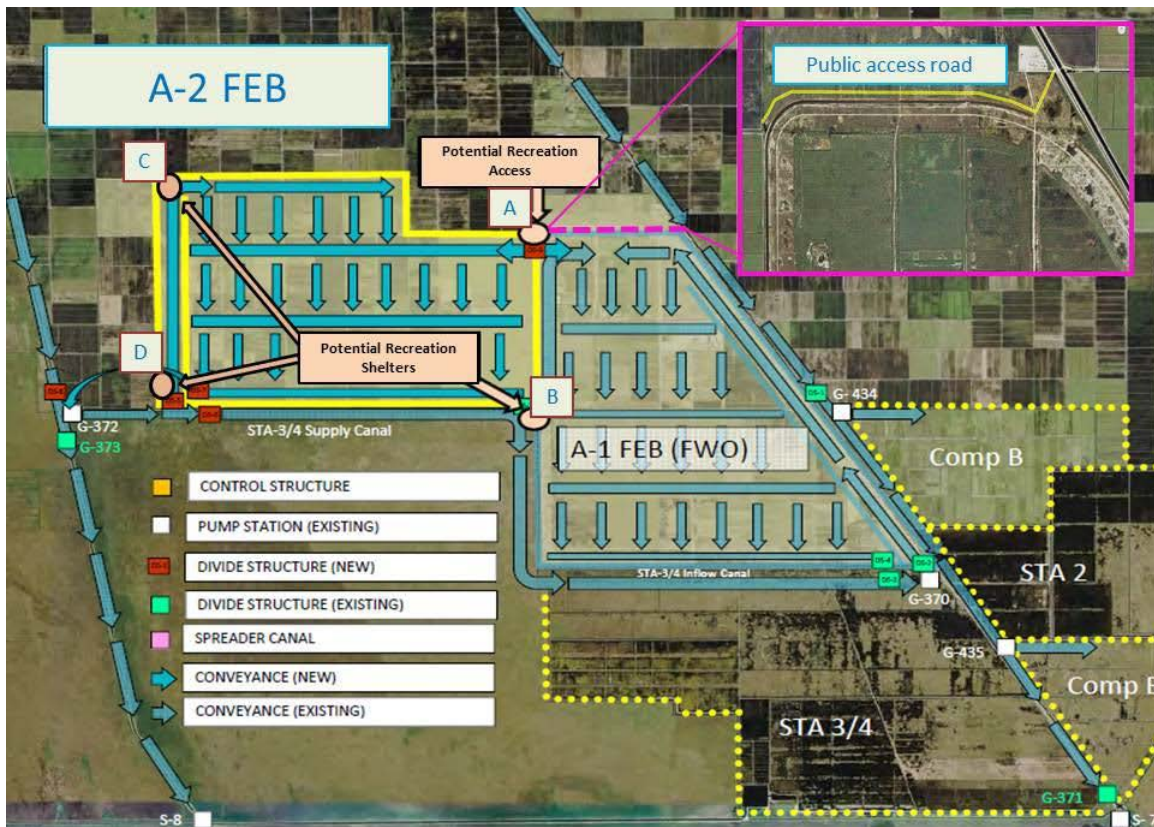 A-2 FEB
Public access road
Potential Recreation
Access
C
A
D
Potential Recreation
Shelters
B
G-372
G-373
STA-3/4 Supply Canal
A-1 FEB (FWO)
G- 434
Comp B
CONTROL STRUCTURE
PUMP STATION (EXISTING)
DIVIDE STRUCTURE (NEW)
DIVIDE STRUCTURE (EXISTING)
SPREADER CANAL
CONVEYANCE (NEW)
CONVEYANCE (EXISTING)
STA-3/4 Inflow Canal
G-370
STA 2
G-435
STA 3/4
G-371
S-8